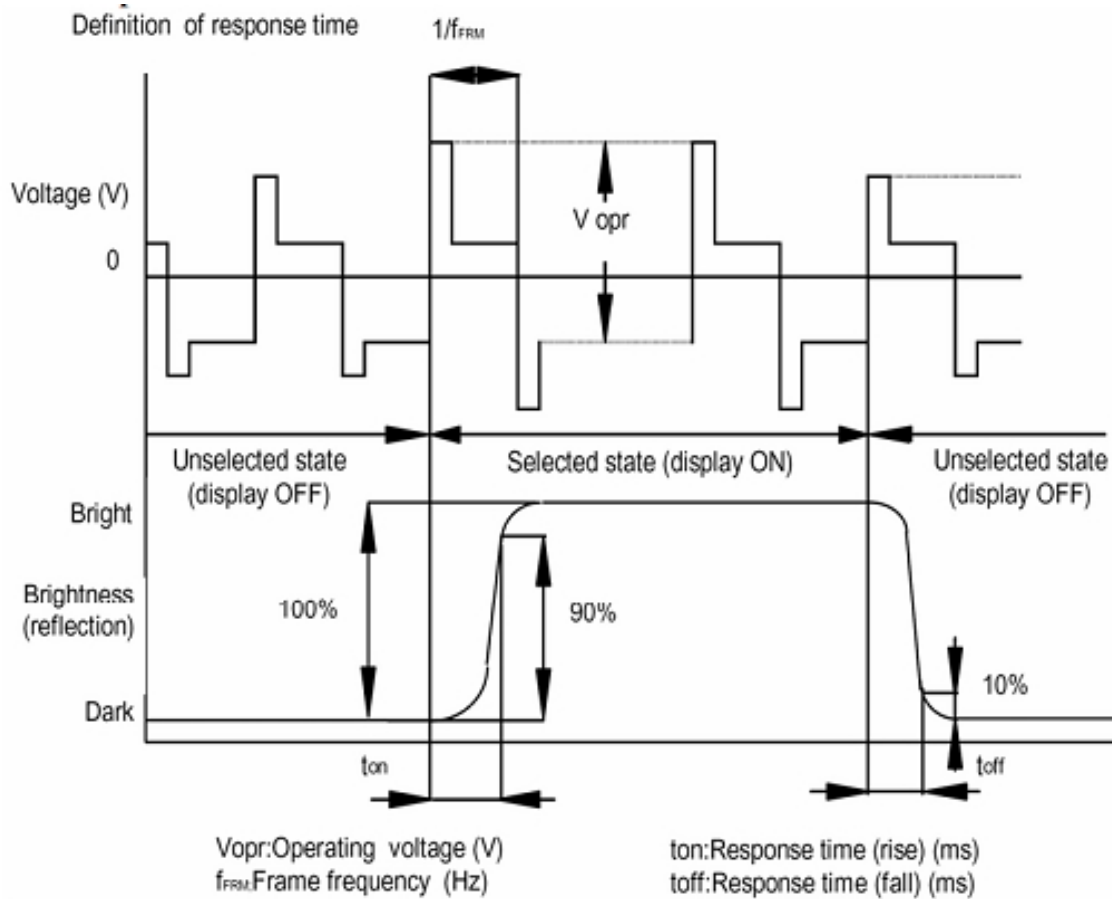 Definition of response time
1/fFRM
Voltage (V)
V opr
0
Unselected state
(display OFF)
Selected state (display ON)
Unselected state
(display OFF)
Bright
Brightness
(reflection)
100%
90%
10%
Dark
ton
toff
Vopr:Operating voltage (V)
fFRM:Frame frequency (Hz)
ton:Response time (rise) (ms)
toff:Response time (fall) (ms)